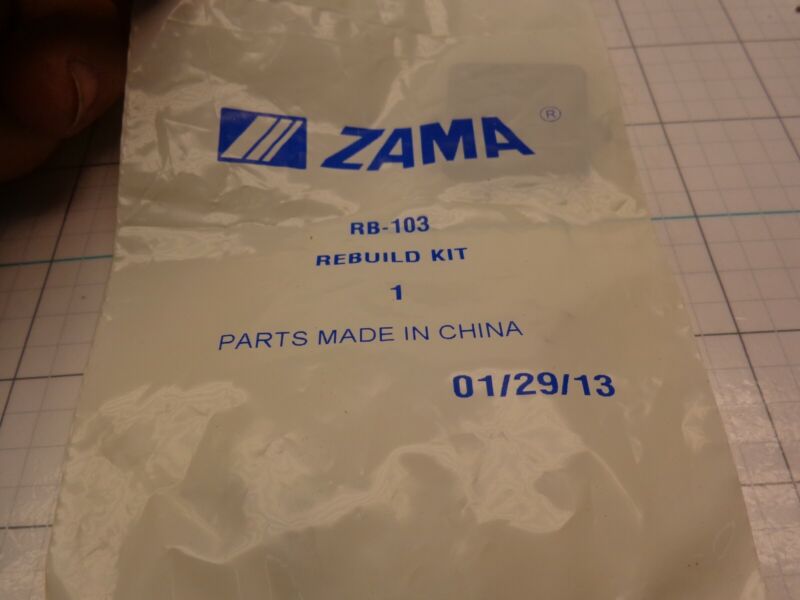 ZAMA ®
RB-103
REBUILD KIT
1
PARTS MADE IN CHINA
01/29/13